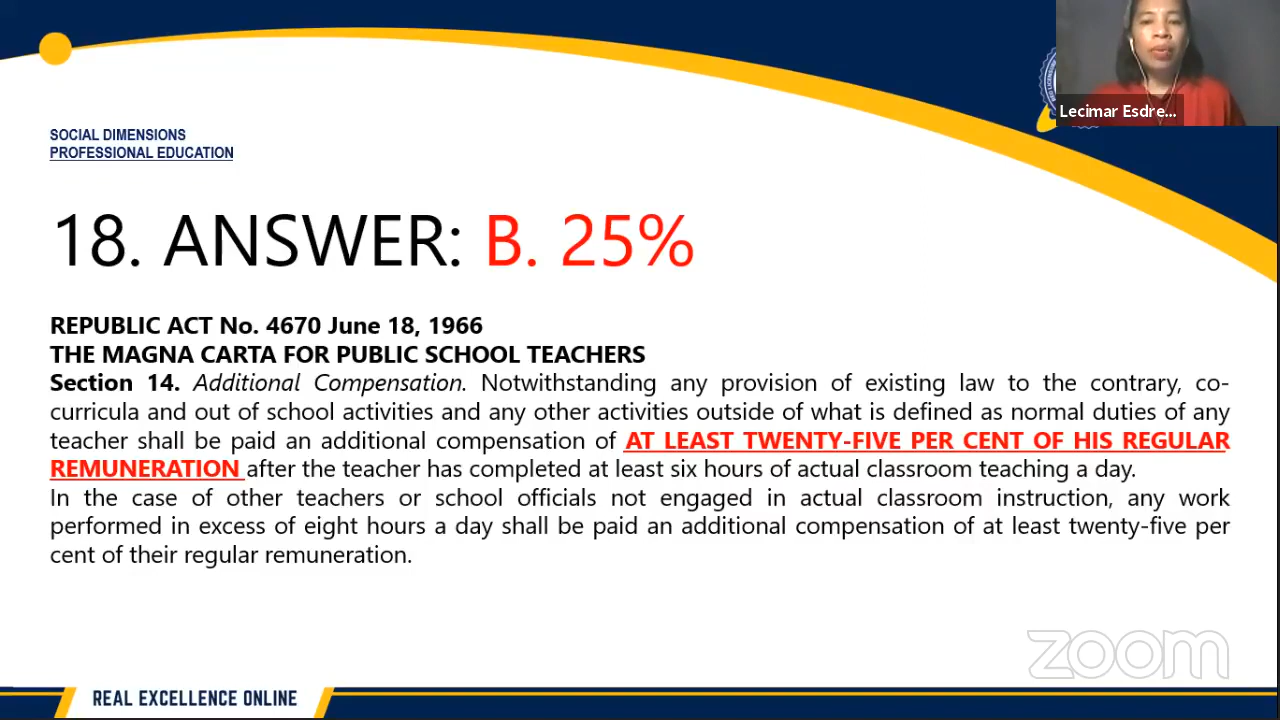 Lecimar Esdre...
SOCIAL DIMENSIONS
PROFESSIONAL EDUCATION
18. ANSWER: B. 25%
REPUBLIC ACT No. 4670 June 18, 1966
THE MAGNA CARTA FOR PUBLIC SCHOOL TEACHERS
Section 14. Additional Compensation. Notwithstanding any provision of existing law to the contrary, co-
curricula and out of school activities and any other activities outside of what is defined as normal duties of any
teacher shall be paid an additional compensation of AT LEAST TWENTY-FIVE PER CENT OF HIS REGULAR
REMUNERATION after the teacher has completed at least six hours of actual classroom teaching a day.
In the case of other teachers or school officials not engaged in actual classroom instruction, any work
performed in excess of eight hours a day shall be paid an additional compensation of at least twenty-five per
cent of their regular remuneration.
zoom
REAL EXCELLENCE ONLINE